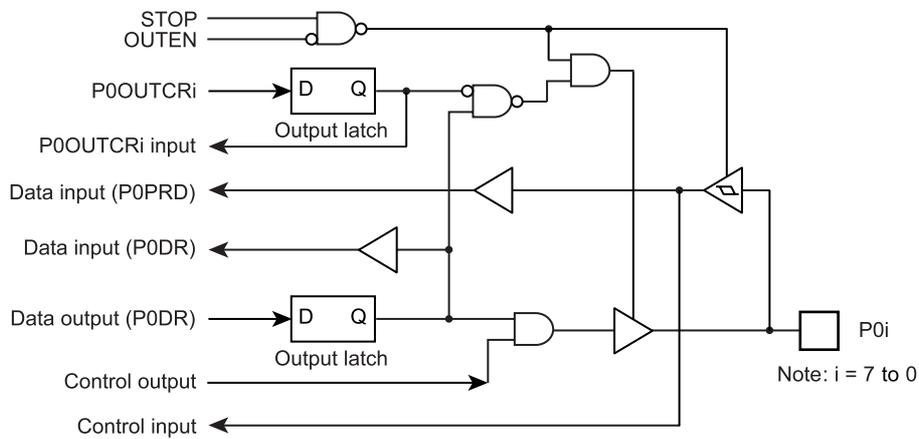 STOP
OUTEN
P0OUTCRi
D Q
Output latch
P0OUTCRi input
Data input (P0PRD)
Data input (P0DR)
Data output (P0DR)
D Q
Output latch
P0i
Note: i = 7 to 0
Control output
Control input